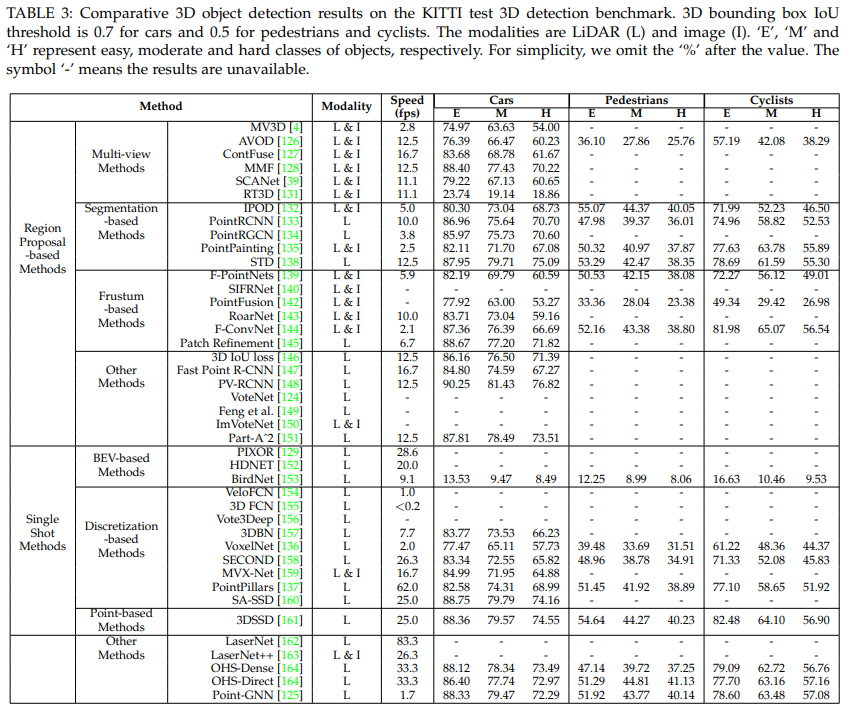 TABLE 3: Comparative 3D object detection results on the KITTI test 3D detection benchmark. 3D bounding box IoU
threshold is 0.7 for cars and 0.5 for pedestrians and cyclists. The modalities are LiDAR (L) and image (I). ‘E’, ‘M’ and
‘H’ represent easy, moderate and hard classes of objects, respectively. For simplicity, we omit the ‘%’ after the value. The
symbol ‘-’ means the results are unavailable.
Method Modality Speed (fps) Cars Pedestrians Cyclists
E M H E M H E M H
Region Proposal -based Methods
Multi-view Methods
MV3D [4] L & I 2.8 74.97 63.63 54.00 - - - - - -
AVOD [126] L & I 12.5 76.39 66.47 60.23 36.10 27.86 25.76 57.19 42.08 38.29
ContFuse [127] L & I 16.7 83.68 68.78 61.67 - - - - - -
MMF [128] L & I 12.5 88.40 77.43 70.22 - - - - - -
SCANet [39] L & I 11.1 79.22 67.13 60.65 - - - - - -
RT3D [131] L & I 11.1 23.74 19.14 18.86 - - - - - -
Segmentation -based Methods
IPOD [132] L & I 5.0 80.30 73.04 68.73 55.07 44.37 40.05 71.99 52.23 46.50
PointRCNN [133] L 10.0 86.96 75.64 70.70 47.98 39.37 36.01 74.96 58.82 52.53
PointRGCN [134] L 3.8 85.97 75.73 70.60 - - - - - -
PointPainting [135] L & I 2.5 82.11 71.70 67.08 50.32 40.97 37.87 77.63 63.78 55.89
STD [138] L 12.5 87.95 79.71 75.09 53.29 42.47 38.35 78.69 61.59 55.30
Frustum -based Methods
F-PointNets [139] L & I 5.9 82.19 69.79 60.59 50.53 42.15 38.08 72.27 56.12 49.01
SIFRNet [140] L & I - - - - - - - - - -
PointFusion [142] L & I - 77.92 63.00 53.27 33.36 28.04 23.38 49.34 29.42 26.98
RoarNet [143] L & I 10.0 83.71 73.04 59.16 - - - - - -
F-ConvNet [144] L & I 2.1 87.36 76.39 66.69 52.16 43.38 38.80 81.98 65.07 56.54
Patch Refinement [145] L 6.7 88.67 77.20 71.82 - - - - - -
Other Methods
3D IoU loss [146] L 12.5 86.16 76.50 71.39 - - - - - -
Fast Point R-CNN [147] L 16.7 84.80 74.59 67.27 - - - - - -
PV-RCNN [148] L 12.5 90.25 81.43 76.82 - - - - - -
VoteNet [124] L - - - - - - - - - -
Feng et al. [149] L - - - - - - - - - -
ImVoteNet [150] L & I - - - - - - - - - -
Part-A^2 [151] L 12.5 87.81 78.49 73.51 - - - - - -
Single Shot Methods
BEV-based Methods
PIXOR [129] L 28.6 - - - - - - - - -
HDNET [152] L 20.0 - - - - - - - - -
BirdNet [153] L 9.1 13.53 9.47 8.49 12.25 8.99 8.06 16.63 10.46 9.53
Discretization -based Methods
VeloFCN [154] L 1.0 - - - - - - - - -
3D FCN [155] L <0.2 - - - - - - - - -
Vote3Deep [156] L - - - - - - - - - -
3DBN [157] L 7.7 83.77 73.53 66.23 - - - - - -
VoxelNet [136] L 2.0 77.47 65.11 57.73 39.48 33.69 31.51 61.22 48.36 44.37
SECOND [158] L 26.3 83.34 72.55 65.82 48.96 38.78 34.91 71.33 52.08 45.83
MVX-Net [159] L & I 16.7 84.99 71.95 64.88 - - - - - -
PointPillars [137] L 62.0 82.58 74.31 68.99 51.45 41.92 38.89 77.10 58.65 51.92
SA-SSD [160] L 25.0 88.75 79.79 74.16 - - - - - -
Point-based Methods
3DSSD [161] L 25.0 88.36 79.57 74.55 54.64 44.27 40.23 82.48 64.10 56.90
Other Methods
LaserNet [162] L 83.3 - - - - - - - - -
LaserNet++ [163] L & I 26.3 - - - - - - - - -
OHS-Dense [164] L 33.3 88.12 78.34 73.49 47.14 39.72 37.25 79.09 62.72 56.76
OHS-Direct [164] L 33.3 86.40 77.74 72.97 51.29 44.81 41.13 77.70 63.16 57.16
Point-GNN [125] L 1.7 88.33 79.47 72.29 51.92 43.77 40.14 78.60 63.48 57.08